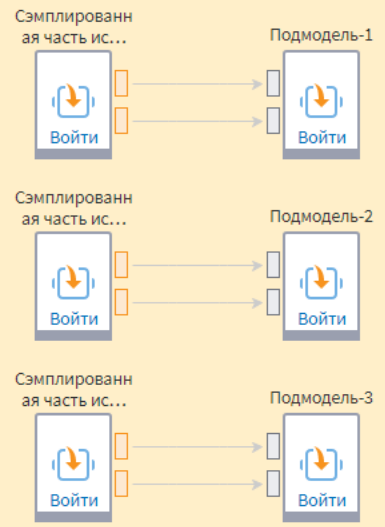 Сэмплированн
ая часть ис...
Подмодель-1
Войти
Войти
Сэмплированн
ая часть ис...
Подмодель-2
Войти
Войти
Сэмплированн
ая часть ис...
Подмодель-3
Войти
Войти